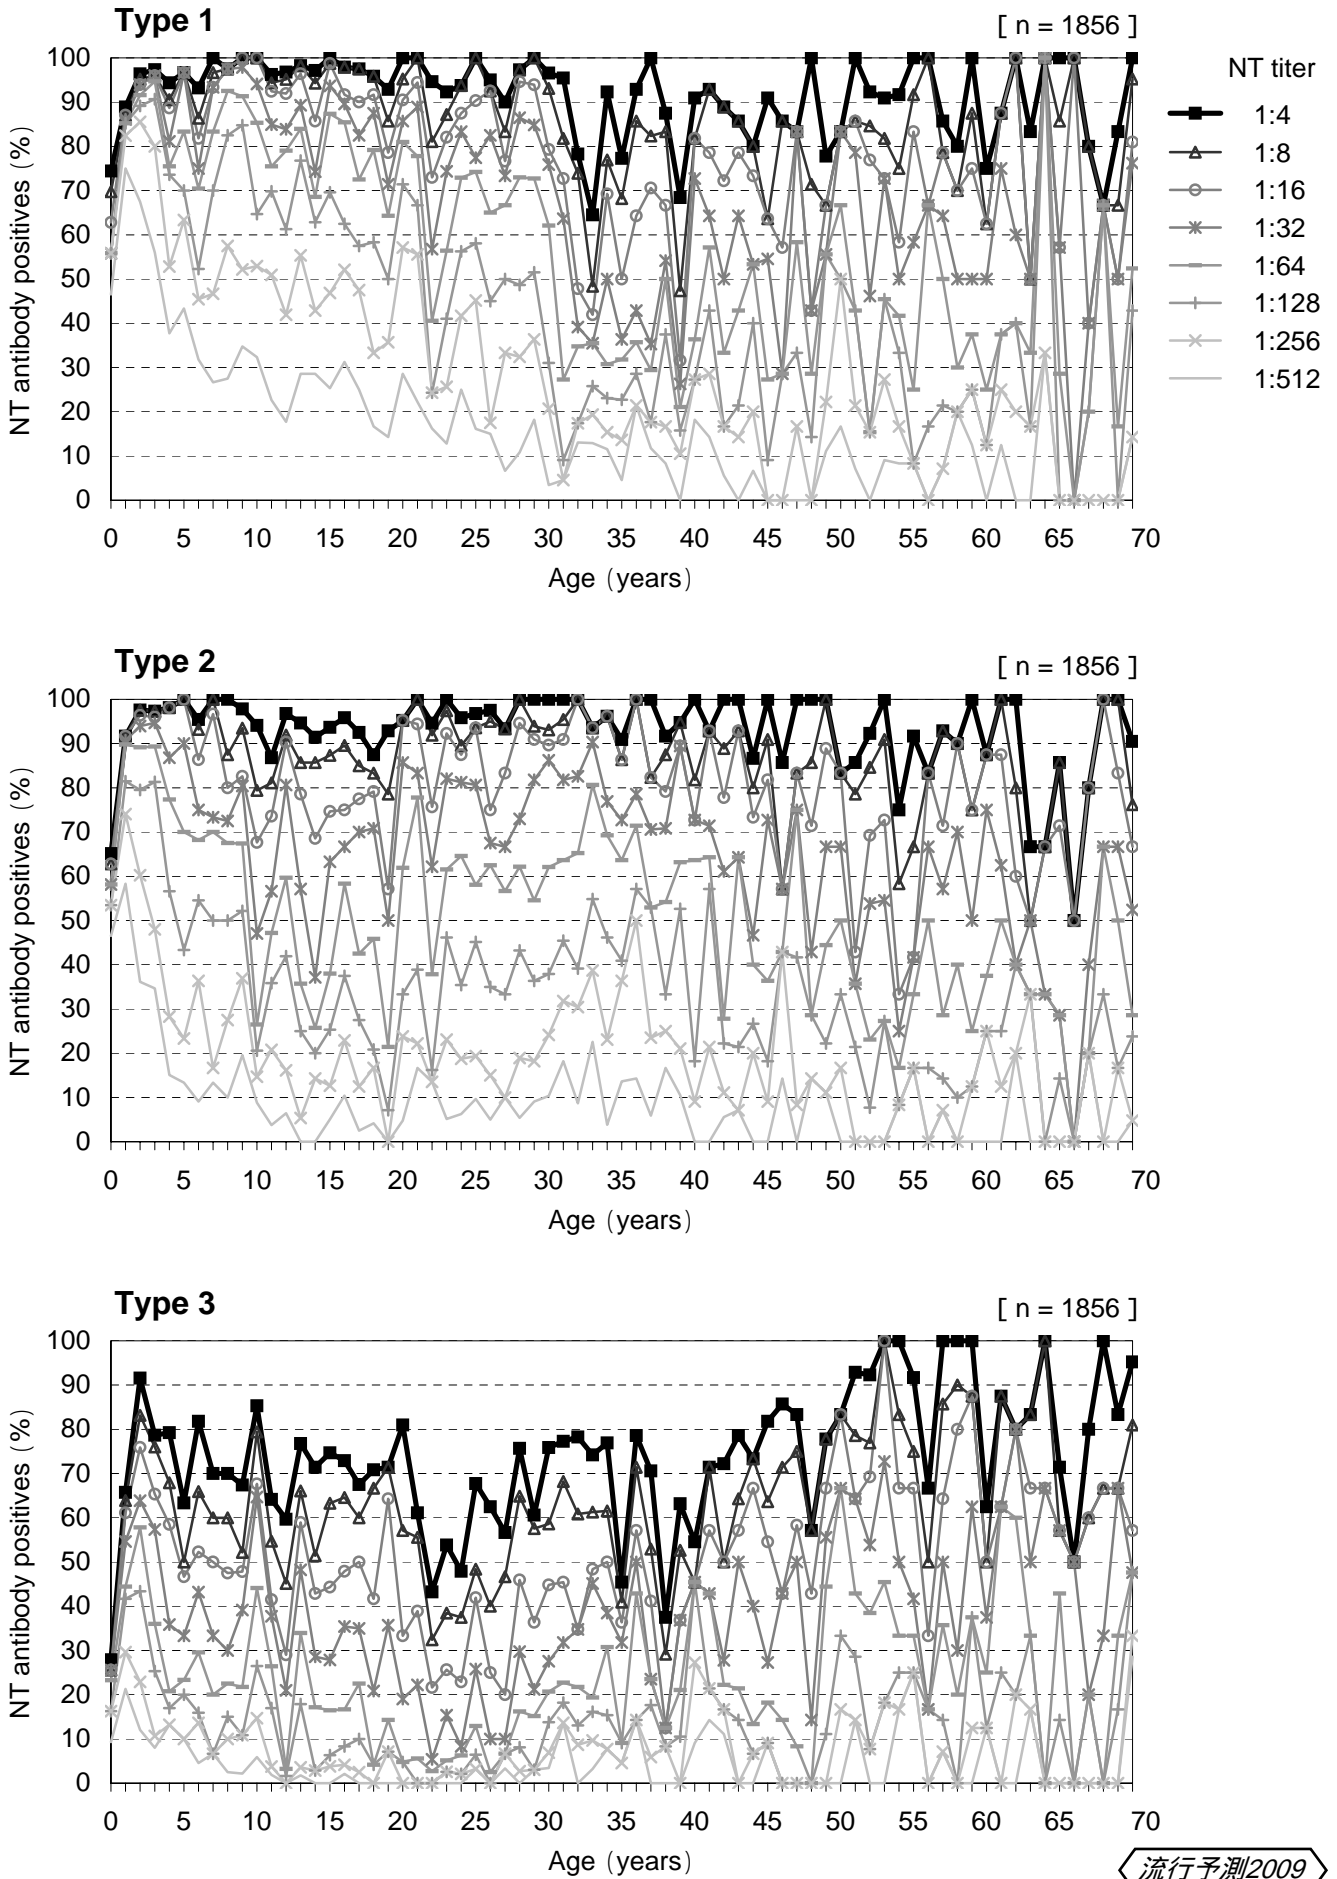 Type 1
[ n = 1856 ]
NT titer
1:4
1:8
1:16
1:32
1:64
1:128
1:256
1:512
NT antibody positives (%)
100
90
80
70
60
50
40
30
20
10
0
0 5 10 15 20 25 30 35 40 45 50 55 60 65 70
Age (years)
Type 2
[ n = 1856 ]
NT antibody positives (%)
100
90
80
70
60
50
40
30
20
10
0
0 5 10 15 20 25 30 35 40 45 50 55 60 65 70
Age (years)
Type 3
[ n = 1856 ]
NT antibody positives (%)
100
90
80
70
60
50
40
30
20
10
0
0 5 10 15 20 25 30 35 40 45 50 55 60 65 70
Age (years)
流行予測2009